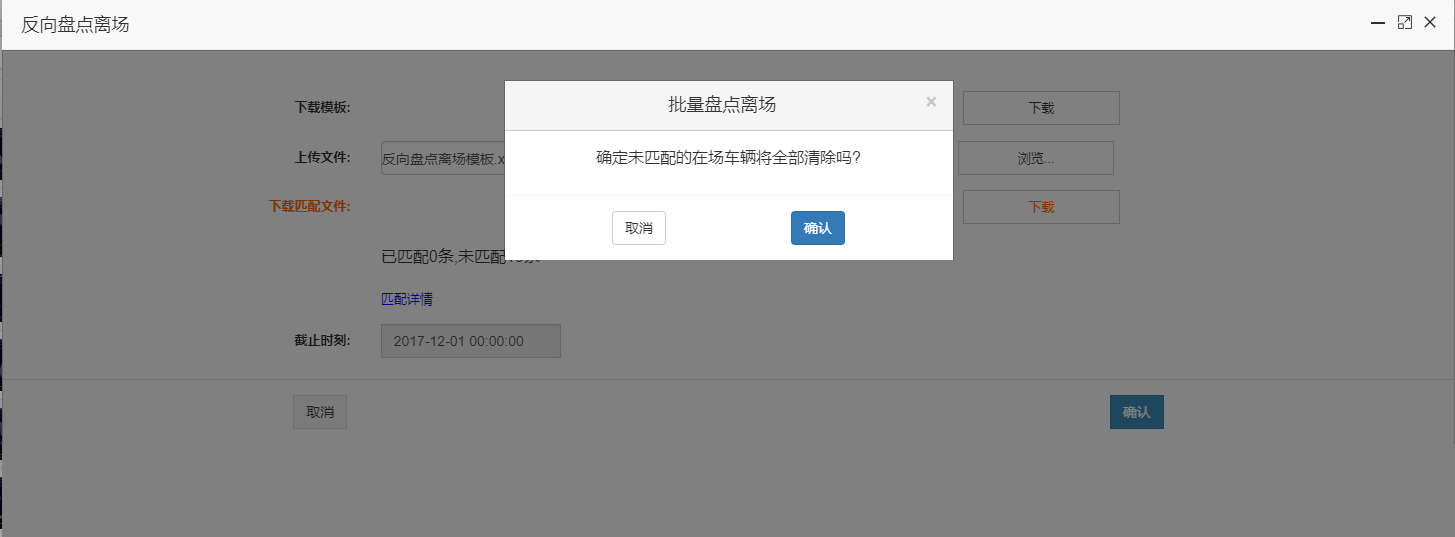 反向盘点离场
批量盘点离场
×
下载模板:
下载
上传文件:
反向盘点离场模板.x
浏览...
确定未匹配的在场车辆将全部清除吗?
下载匹配文件:
下载
取消
确认
已匹配0条,未匹配
匹配详情
截止时刻:
2017-12-01 00:00:00
取消
确认